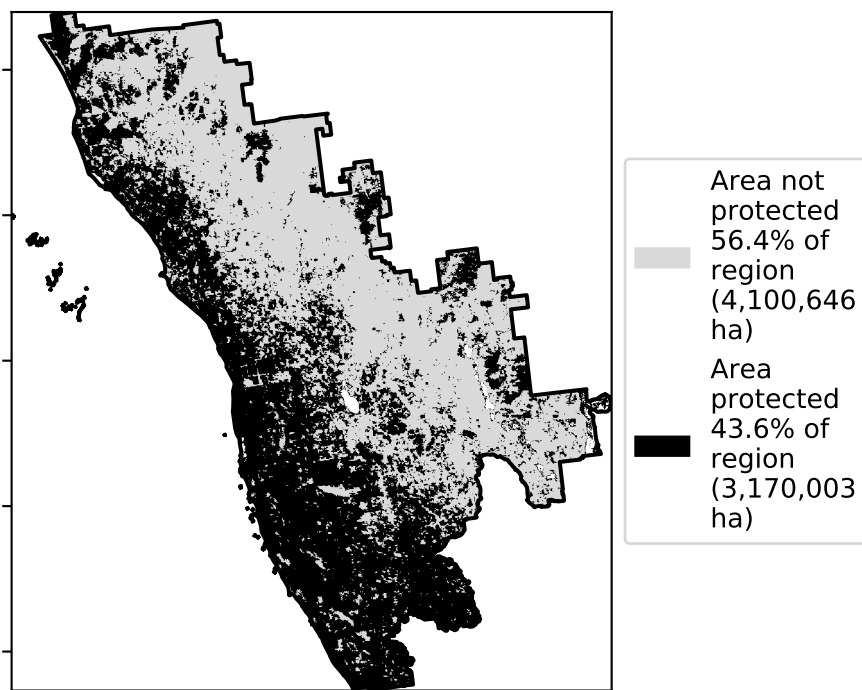 Area not
protected
56.4% of
region
(4,100,646
ha)
Area
protected
43.6% of
region
(3,170,003
ha)